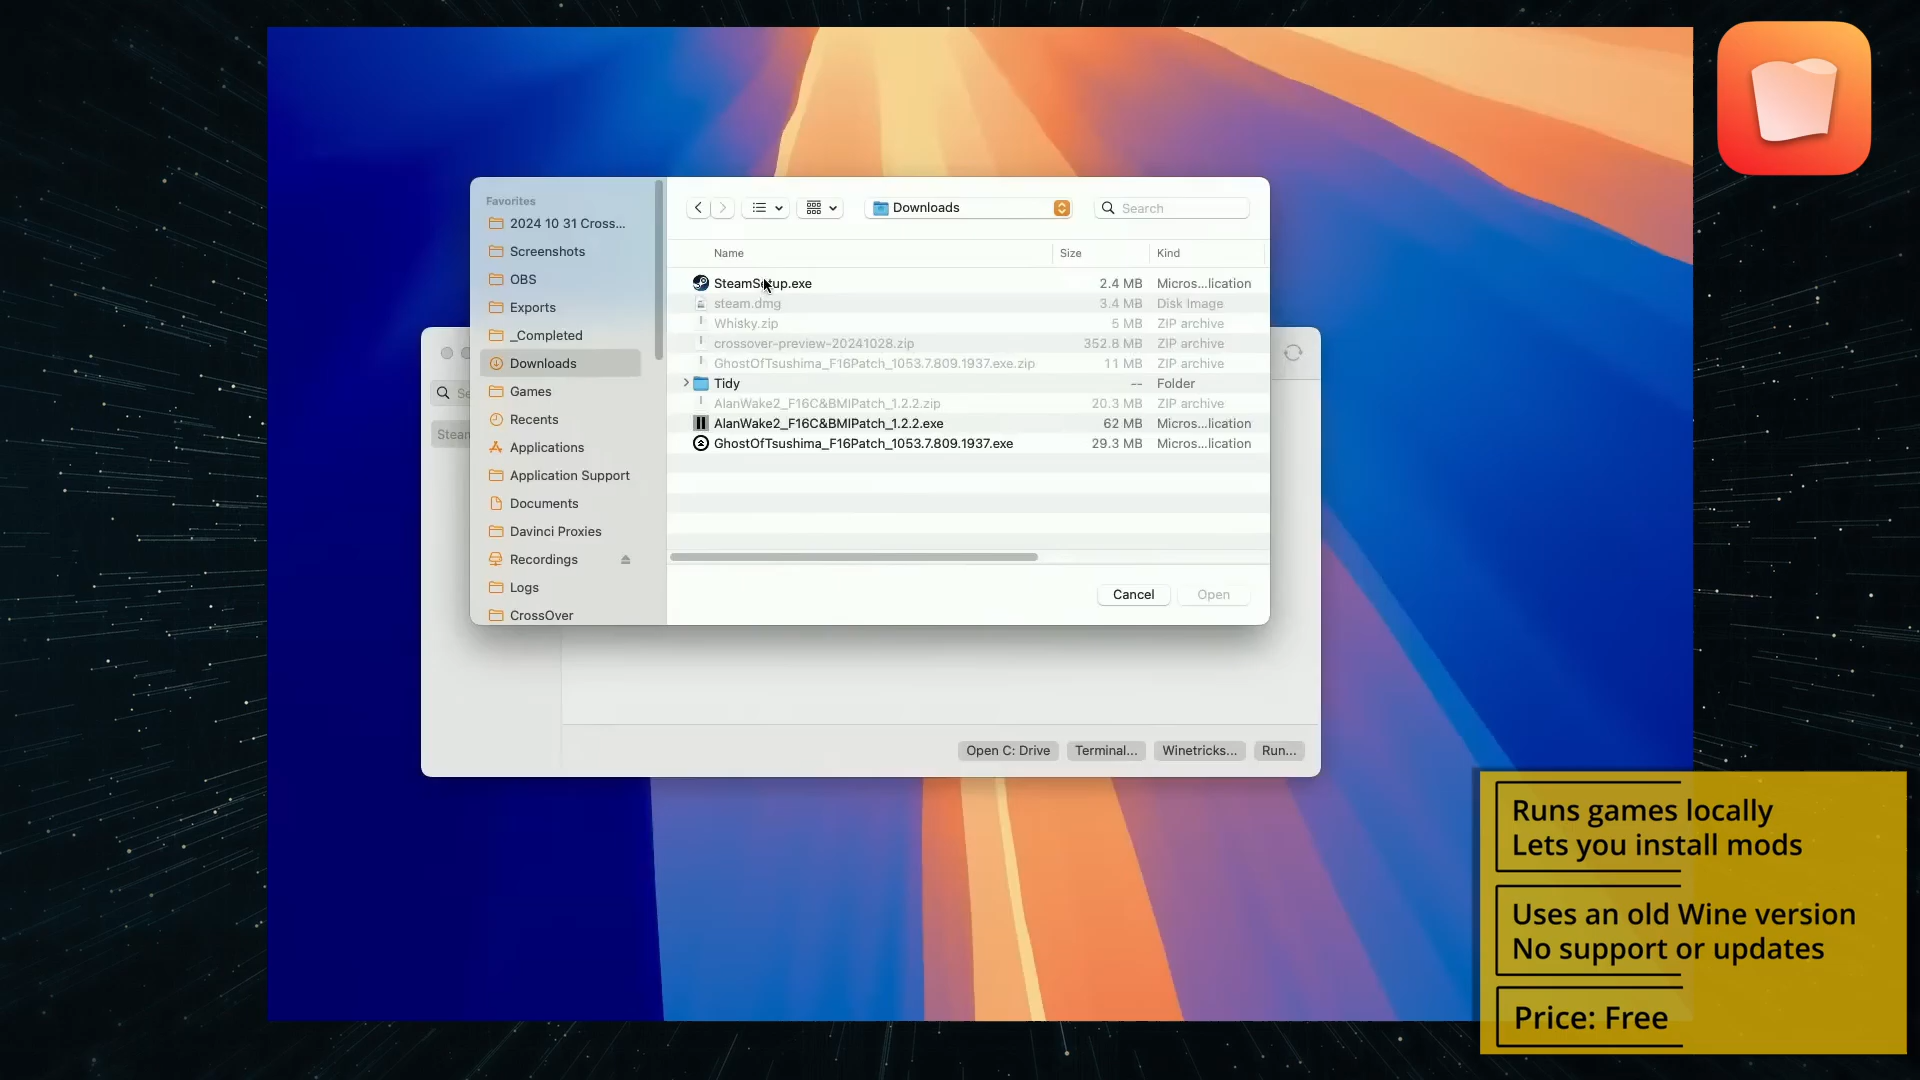 Favorites
2024 10 31 Cross...
Screenshots
OBS
Exports
_Completed
Downloads
Games
Recents
Applications
Application Support
Documents
Davinci Proxies
Recordings
Logs
CrossOver
Downloads
Search
Name Size Kind
SteamSetup.exe 2.4 MB Micros...lication
steam.dmg 3.4 MB Disk Image
Whisky.zip 5 MB ZIP archive
crossover-preview-20241028.zip 352.8 MB ZIP archive
GhostOfTsushima_F16Patch_1053.7.809.1937.exe.zip 11 MB ZIP archive
Tidy -- Folder
AlanWake2_F16C&BMIPatch_1.2.2.zip 20.3 MB ZIP archive
AlanWake2_F16C&BMIPatch_1.2.2.exe 62 MB Micros...lication
GhostOfTsushima_F16Patch_1053.7.809.1937.exe 29.3 MB Micros...lication
Cancel Open
Se
Steam
Open C: Drive Terminal... Winetricks... Run...
Runs games locally
Lets you install mods
Uses an old Wine version
No support or updates
Price: Free